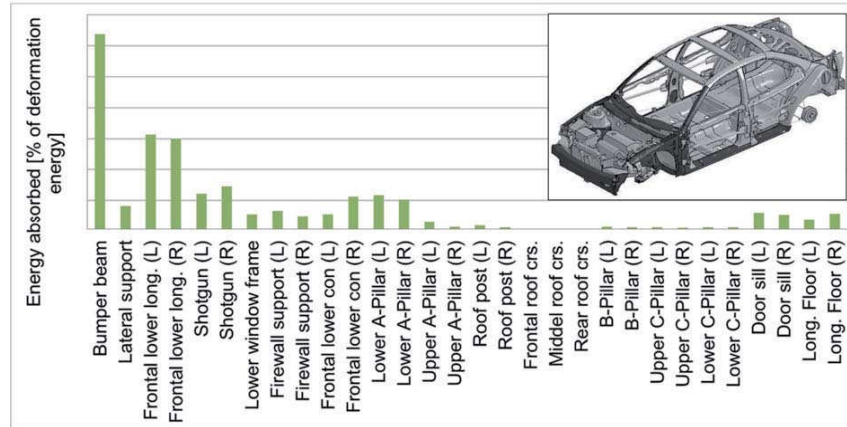 Energy absorbed [% of deformation
energy]
Bumper beam
Lateral support
Frontal lower long. (L)
Frontal lower long. (R)
Shotgun (L)
Shotgun (R)
Lower window frame
Firewall support (L)
Firewall support (R)
Frontal lower con (L)
Frontal lower con (R)
Lower A-Pillar (L)
Lower A-Pillar (R)
Upper A-Pillar (L)
Upper A-Pillar (R)
Roof post (L)
Roof post (R)
Frontal roof crs.
Middel roof crs.
Rear roof crs.
B-Pillar (L)
B-Pillar (R)
Upper C-Pillar (L)
Upper C-Pillar (R)
Lower C-Pillar (L)
Lower C-Pillar (R)
Door sill (L)
Door sill (R)
Long. Floor (L)
Long. Floor (R)